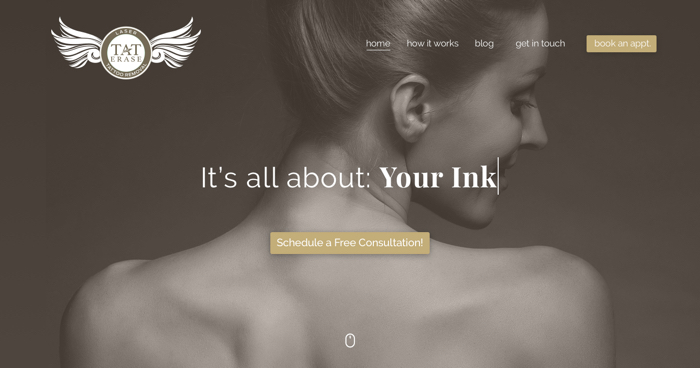 LASER
TAT
ERASE
TATTOO REMOVAL
home
how it works
blog
get in touch
book an appt
It's all about: Your Ink
Schedule a Free Consultation!